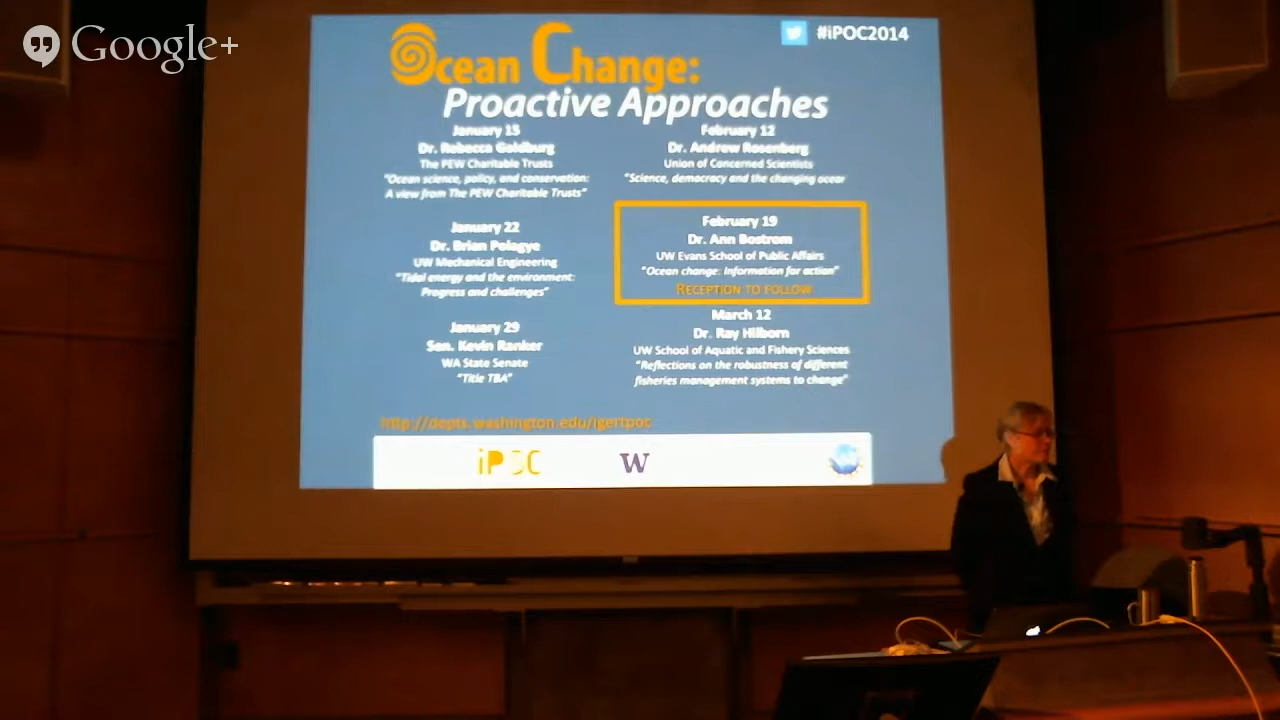 Google+
#iPOC2014
Ocean Change:
Proactive Approaches
January 15
Dr. Rebecca Goldburg
The PEW Charitable Trusts
"Ocean science, policy, and conservation:
A view from The PEW Charitable Trusts"
January 22
Dr. Brian Polagye
UW Mechanical Engineering
"Tidal energy and the environment:
Progress and challenges"
January 29
Sen. Kevin Ranker
WA State Senate
"Title TBA"
February 12
Dr. Andrew Rosenberg
Union of Concerned Scientists
"Science, democracy and the changing ocean
February 19
Dr. Ann Bostrom
UW Evans School of Public Affairs
"Ocean change: Information for action"
RECEPTION TO FOLLOW
March 12
Dr. Ray Hilborn
UW School of Aquatic and Fishery Sciences
"Reflections on the robustness of different
fisheries management systems to change"
http://depts.washington.edu/igertpoc
iPOC
W